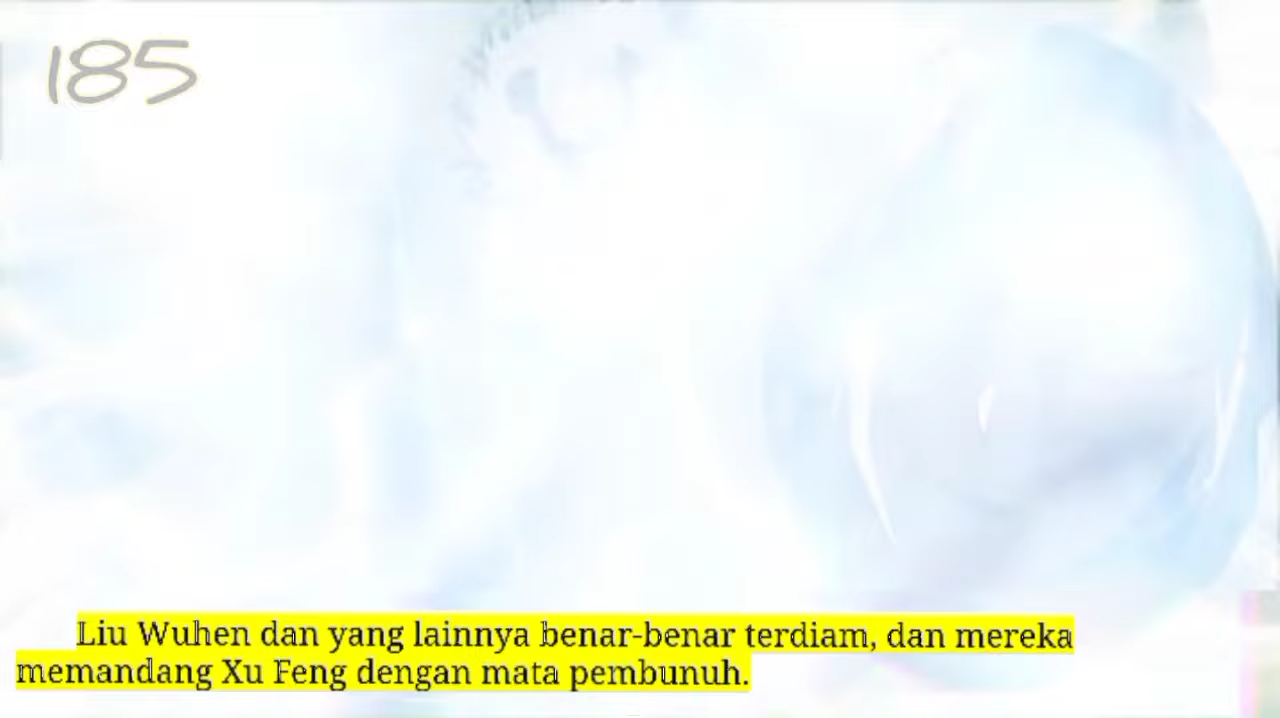 185
Liu Wuhen dan yang lainnya benar-benar terdiam, dan mereka
memandang Xu Feng dengan mata pembunuh.